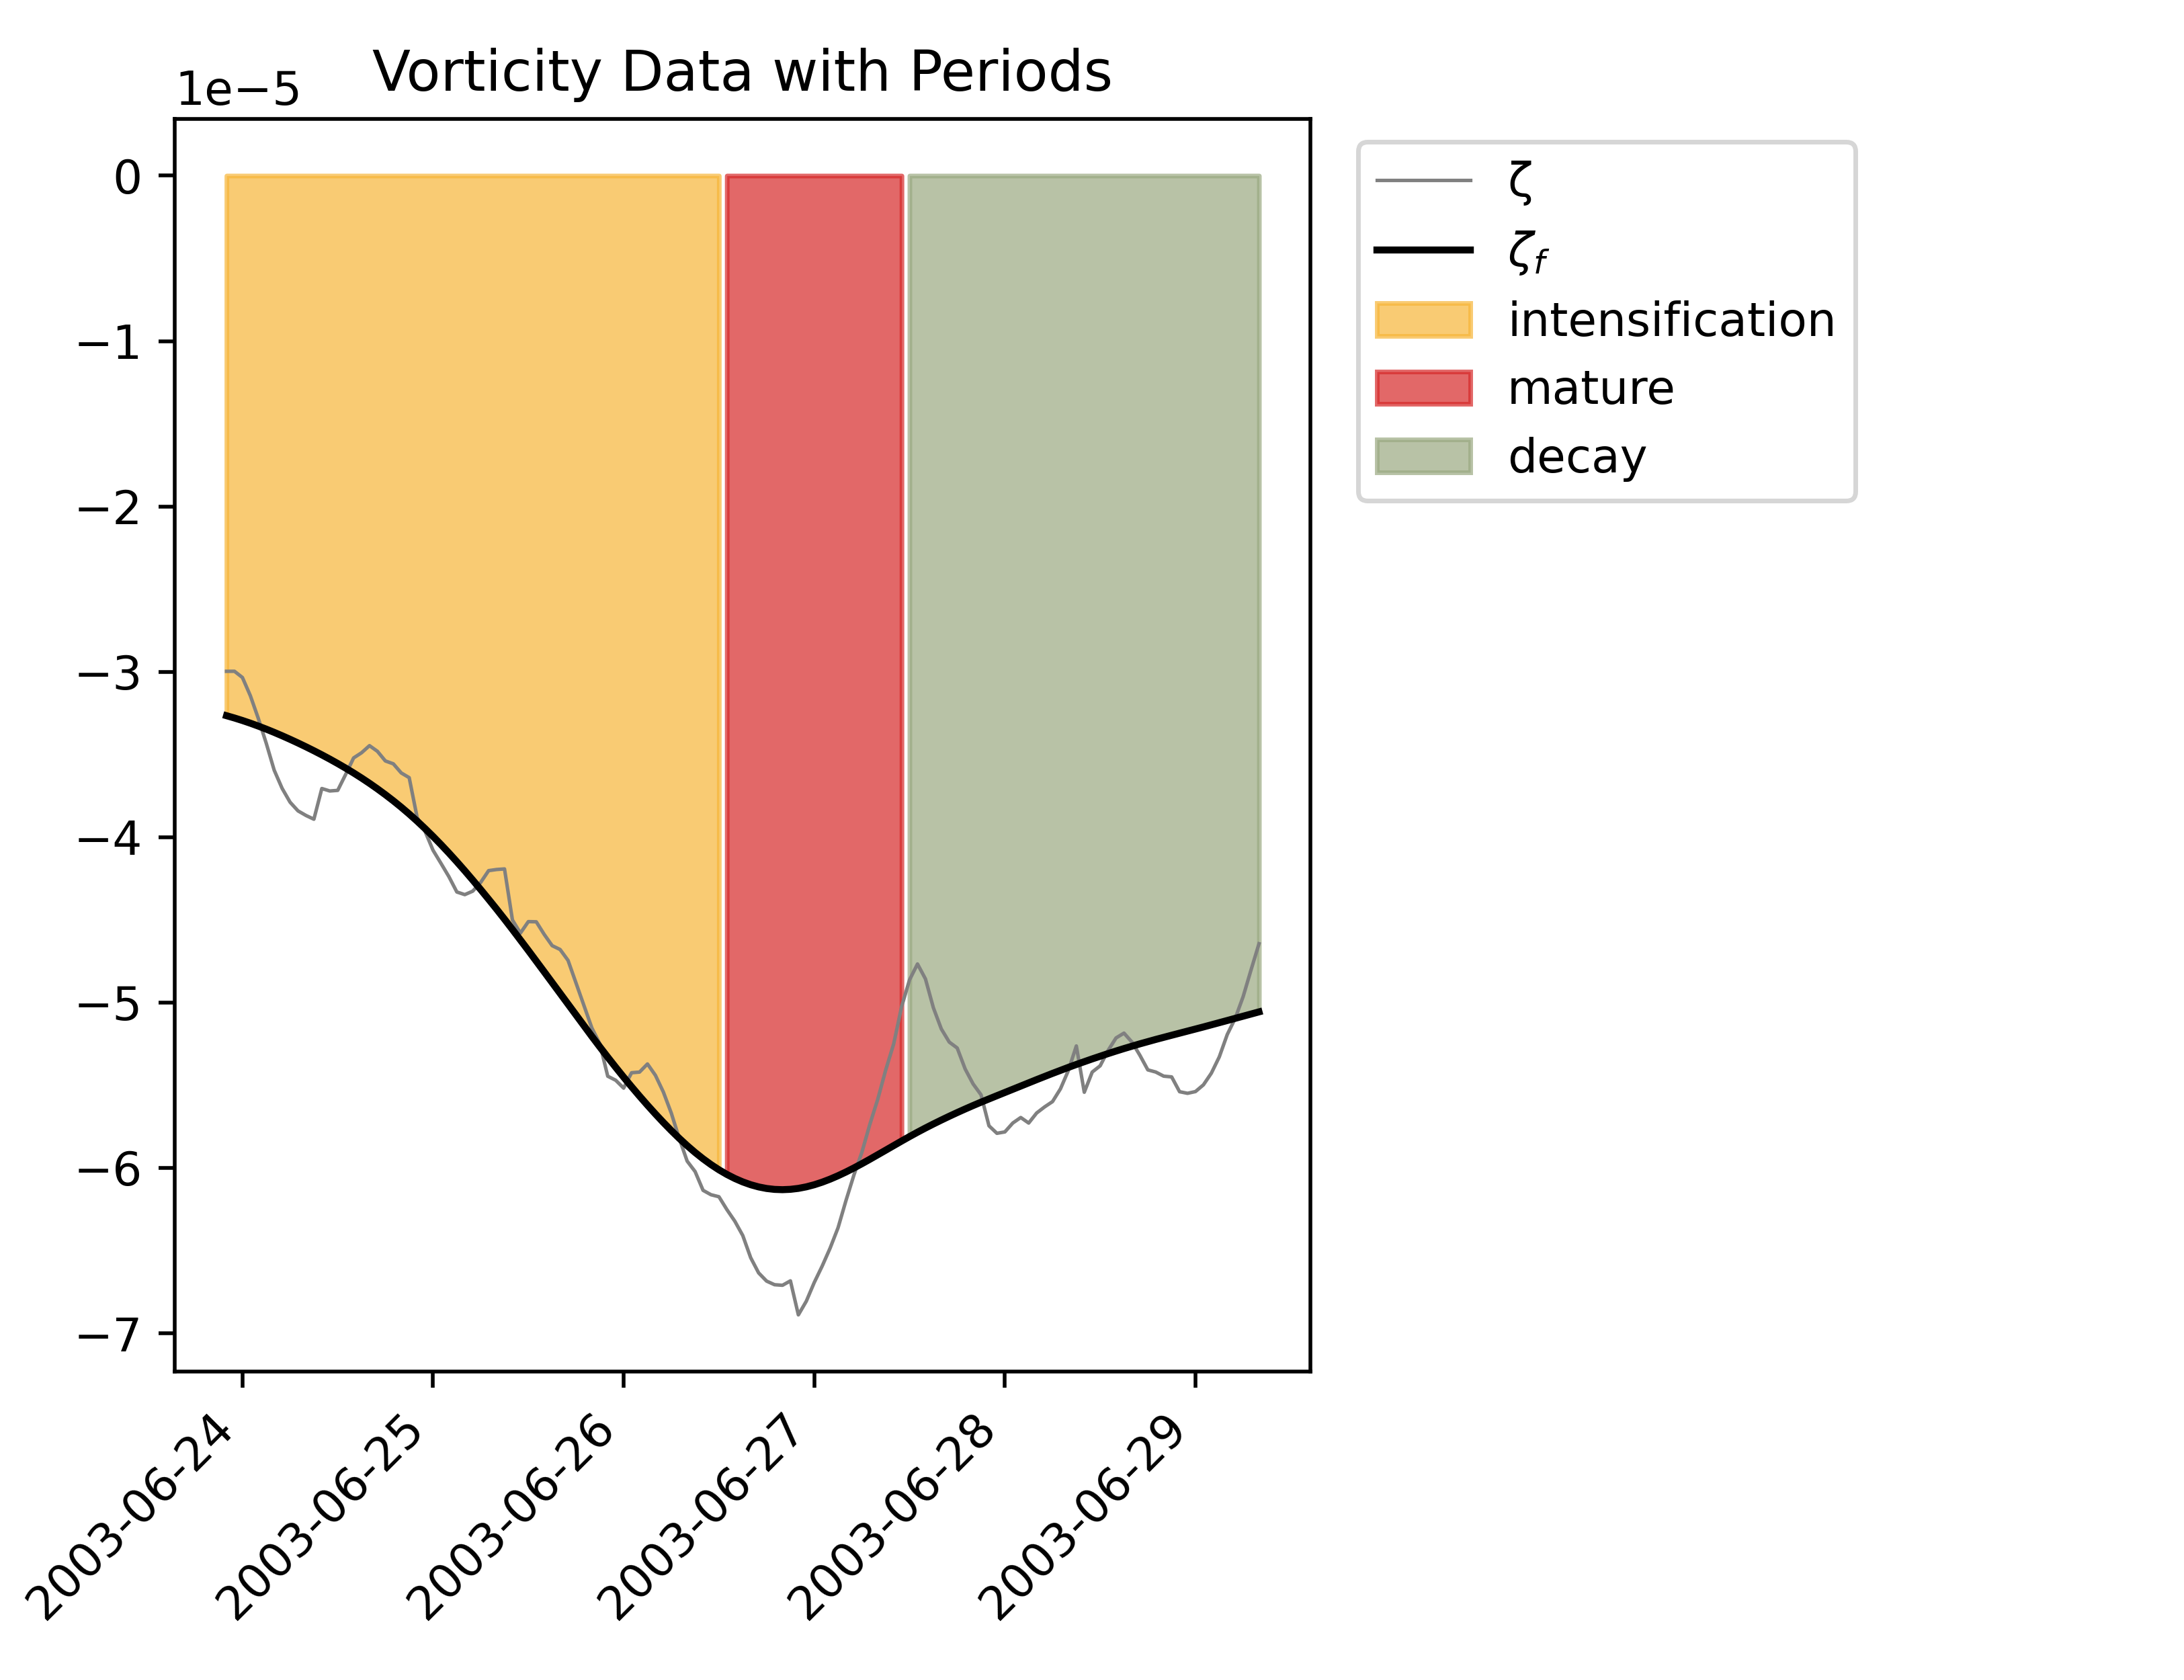 Vorticity Data with Periods
1e−5
0
−1
−2
−3
−4
−5
−6
−7
2003-06-24
2003-06-25
2003-06-26
2003-06-27
2003-06-28
2003-06-29
ζ
ζf
intensification
mature
decay